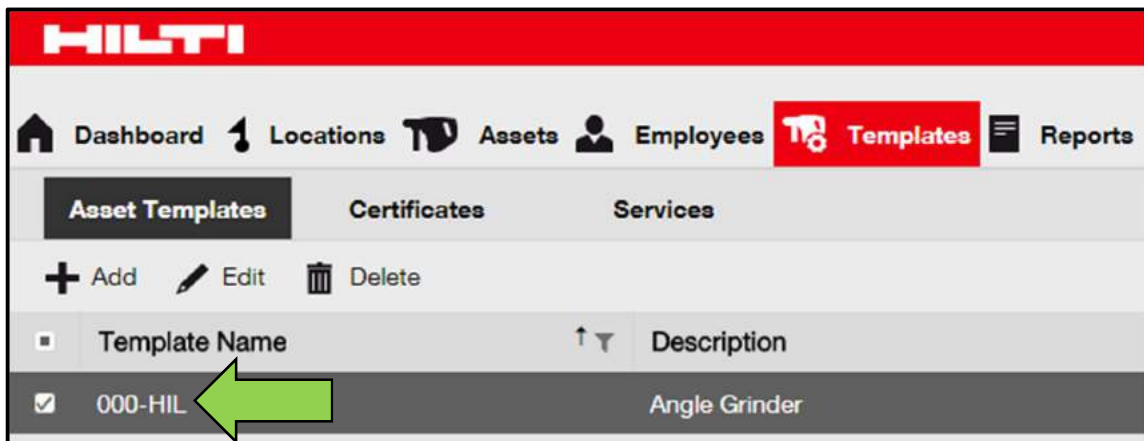 HILTI
Dashboard Locations Assets Employees Templates Reports
Asset Templates Certificates Services
Add Edit Delete
Template Name Description
000-HIL Angle Grinder